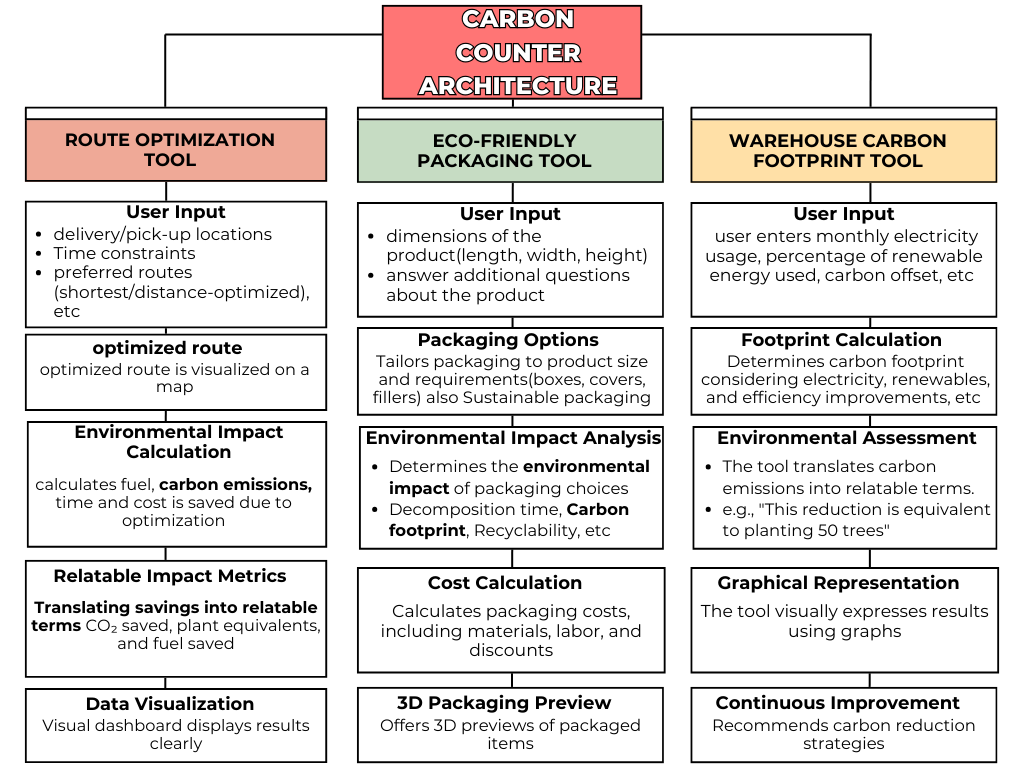 CARBON
COUNTER
ARCHITECTURE
ROUTE OPTIMIZATION
TOOL
User Input
• delivery/pick-up locations
• Time constraints
• preferred routes
(shortest/distance-optimized),
etc
optimized route
optimized route is visualized on a
map
Environmental Impact
Calculation
calculates fuel, carbon emissions,
time and cost is saved due to
optimization
Relatable Impact Metrics
Translating savings into relatable
terms CO₂ saved, plant equivalents,
and fuel saved
Data Visualization
Visual dashboard displays results
clearly
ECO-FRIENDLY
PACKAGING TOOL
User Input
• dimensions of the
product(length, width, height)
• answer additional questions
about the product
Packaging Options
Tailors packaging to product size
and requirements(boxes, covers,
fillers) also Sustainable packaging
Environmental Impact Analysis
• Determines the environmental
impact of packaging choices
• Decomposition time, Carbon
footprint, Recyclability, etc
Cost Calculation
Calculates packaging costs,
including materials, labor, and
discounts
3D Packaging Preview
Offers 3D previews of packaged
items
WAREHOUSE CARBON
FOOTPRINT TOOL
User Input
user enters monthly electricity
usage, percentage of renewable
energy used, carbon offset, etc
Footprint Calculation
Determines carbon footprint
considering electricity, renewables,
and efficiency improvements, etc
Environmental Assessment
• The tool translates carbon
emissions into relatable terms.
• e.g., "This reduction is equivalent
to planting 50 trees"
Graphical Representation
The tool visually expresses results
using graphs
Continuous Improvement
Recommends carbon reduction
strategies